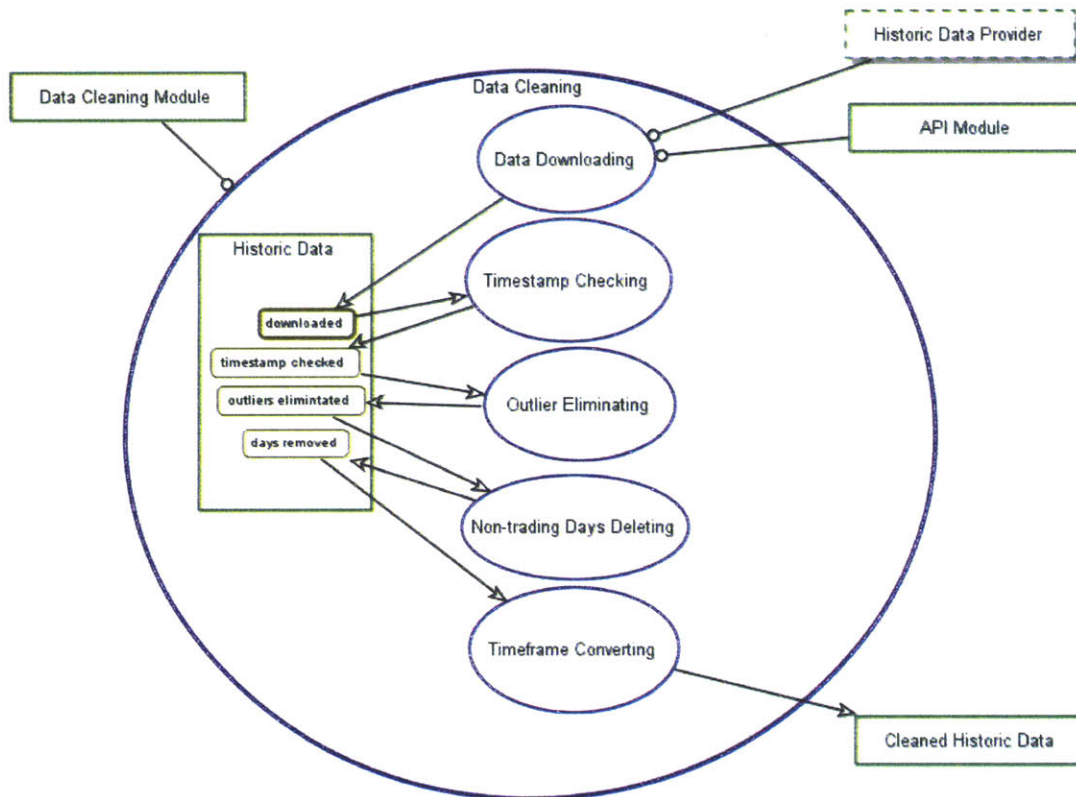 Historic Data Provider
Data Cleaning Module
Data Cleaning
API Module
Data Downloading
Historic Data
Timestamp Checking
downloaded
timestamp checked
outliers elimintated
Outlier Eliminating
days removed
Non-trading Days Deleting
Timeframe Converting
Cleaned Historic Data